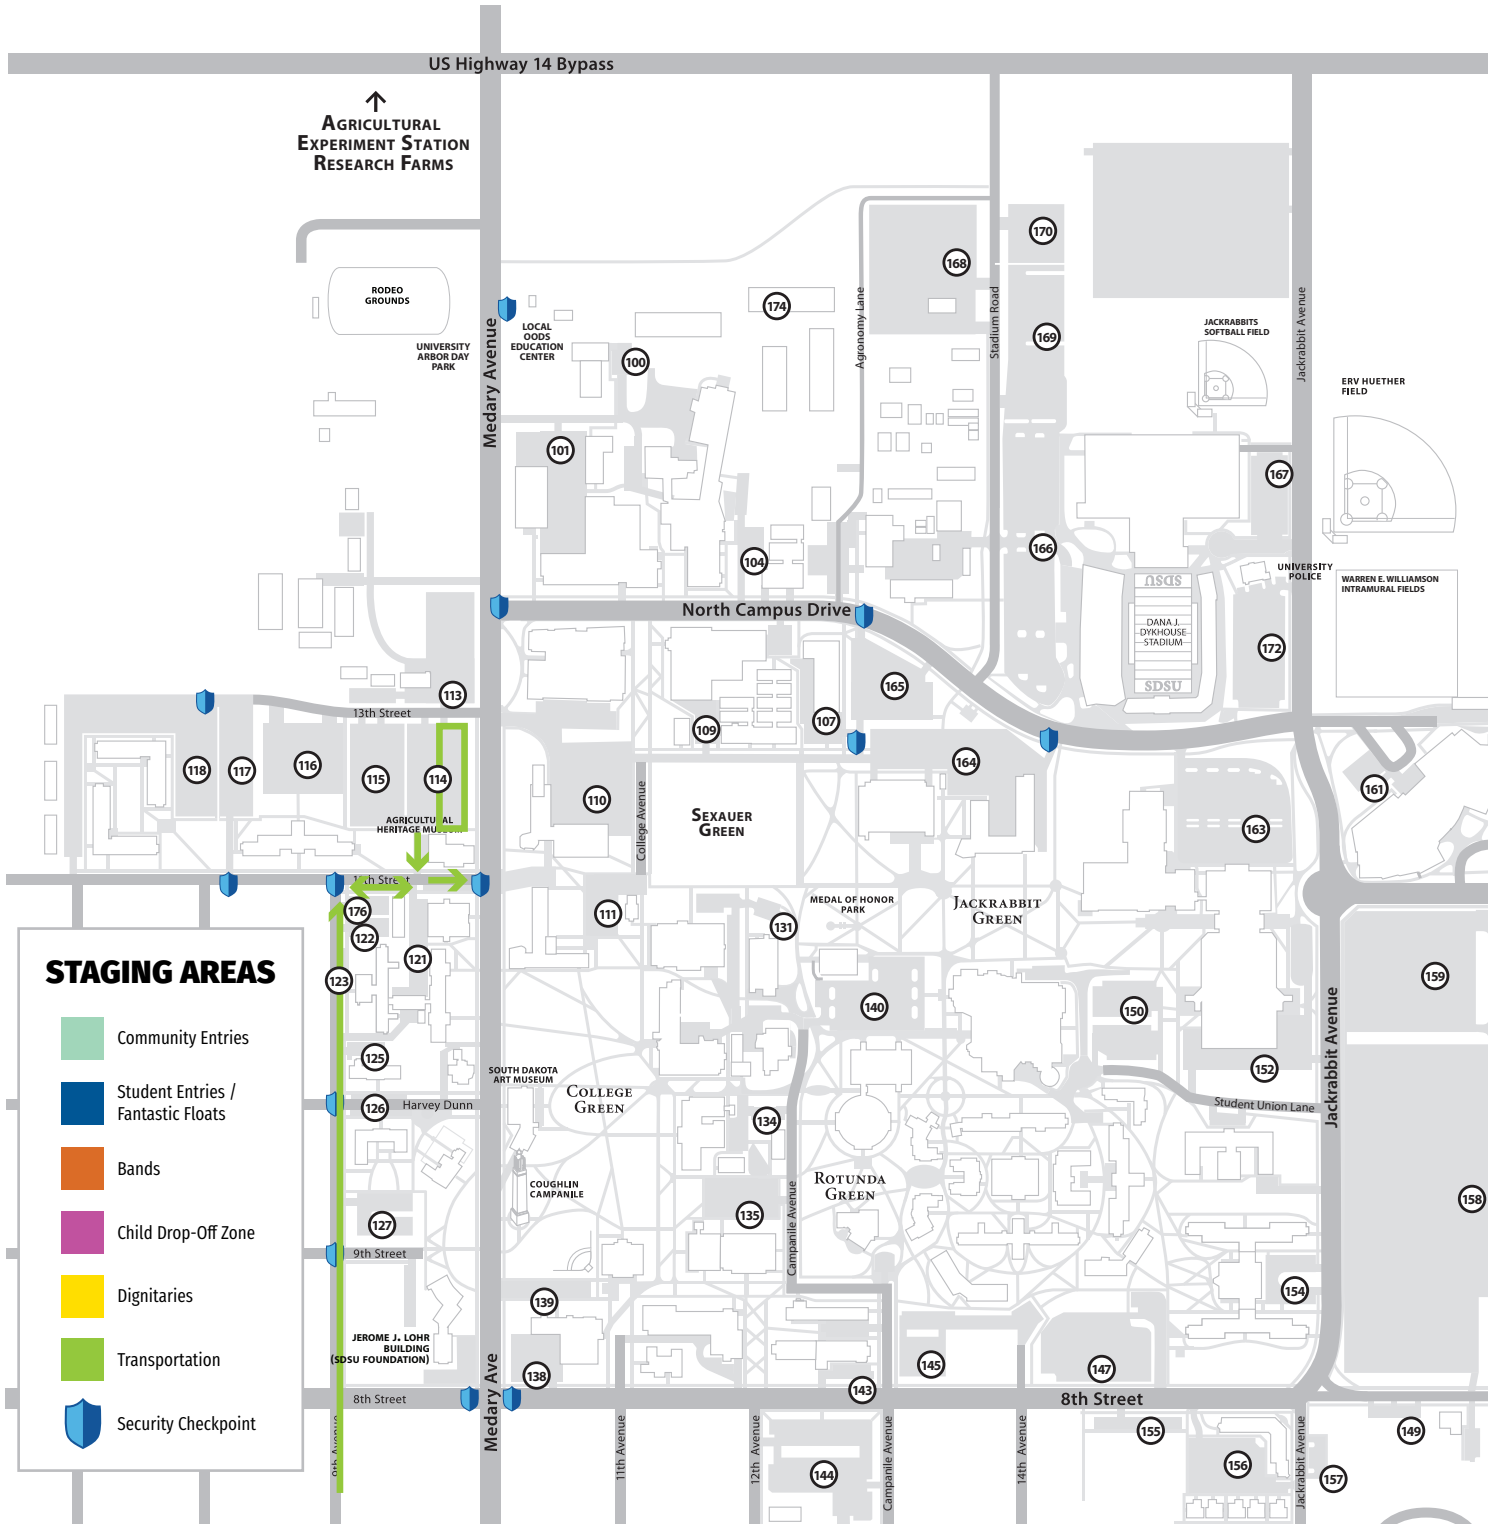 US Highway 14 Bypass
AGRICULTURAL
EXPERIMENT STATION
RESEARCH FARMS
RODEO
GROUNDS
UNIVERSITY
ARBOR DAY
PARK
Medary Avenue
LOCAL
OODS
EDUCATION
CENTER
100
101
104
174
Agronomy Lane
168
Stadium Road
170
169
JACKRABBITS
SOFTBALL FIELD
Jackrabbit Avenue
ERV HUETHER
FIELD
167
166
UNIVERSITY
POLICE
WARREN E. WILLIAMSON
INTRAMURAL FIELDS
SDSU
DANA J.
DYKHOUSE
STADIUM
SDSU
172
North Campus Drive
113
13th Street
118
117
116
115
114
AGRICULTURAL
HERITAGE MUSEUM
109
107
165
164
110
College Avenue
SEXAUER
GREEN
161
163
111
131
MEDAL OF HONOR
PARK
JACKRABBIT
GREEN
176
122
121
123
125
126
Harvey Dunn
127
9th Street
159
140
150
152
Student Union Lane
Jackrabbit Avenue
158
SOUTH DAKOTA
ART MUSEUM
COLLEGE
GREEN
134
COUGHLIN
CAMPANILE
135
ROTUNDA
GREEN
Campanile Avenue
139
138
154
JEROME J. LOHR
BUILDING
(SDSU FOUNDATION)
145
147
143
8th Street
8th Street
Medary Ave
9th Avenue
11th Avenue
12th Avenue
144
Campanile Avenue
14th Avenue
155
156
Jackrabbit Avenue
157
149
STAGING AREAS
Community Entries
Student Entries /
Fantastic Floats
Bands
Child Drop-Off Zone
Dignitaries
Transportation
Security Checkpoint